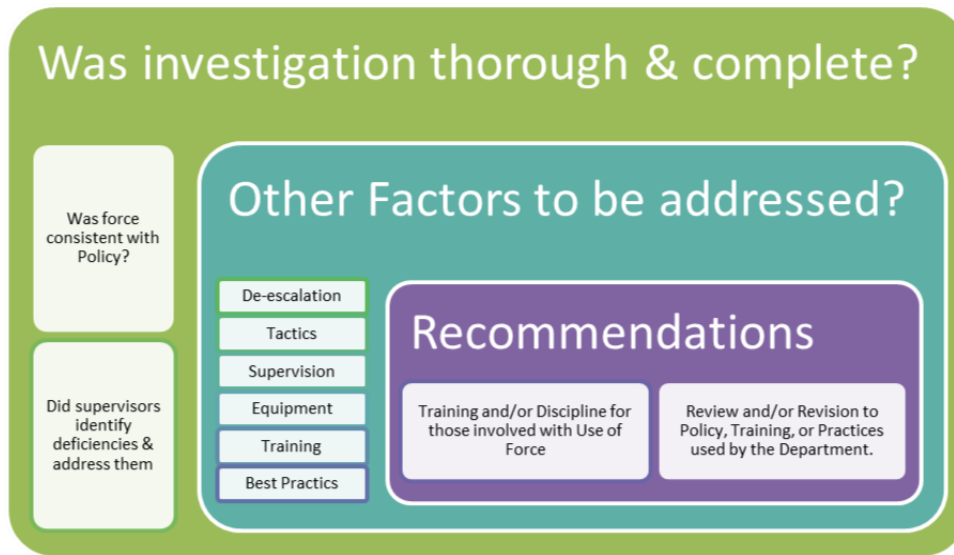 Was investigation thorough & complete?
Was force
consistent with
Policy?
Did supervisors
identify
deficiencies &
address them
Other Factors to be addressed?
De-escalation
Tactics
Supervision
Equipment
Training
Best Practics
Recommendations
Training and/or Discipline for
those involved with Use of
Force
Review and/or Revision to
Policy, Training, or Practices
used by the Department.